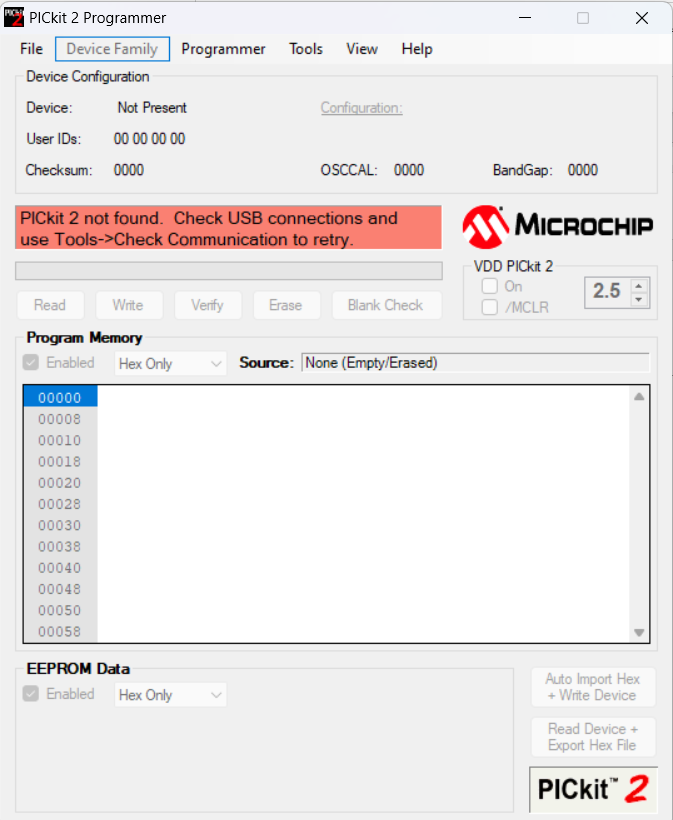 PICkit 2 Programmer
File Device Family Programmer Tools View Help
Device Configuration
Device: Not Present Configuration:
User IDs: 00 00 00 00
Checksum: 0000 OSCCAL: 0000 BandGap: 0000
PICkit 2 not found. Check USB connections and
use Tools->Check Communication to retry.
MICROCHIP
VDD PICkit 2
On
/MCLR
2.5
Read Write Verify Erase Blank Check
Program Memory
Enabled Hex Only Source: None (Empty/Erased)
00000
00008
00010
00018
00020
00028
00030
00038
00040
00048
00050
00058
EEPROM Data
Enabled Hex Only
Auto Import Hex
+ Write Device
Read Device +
Export Hex File
PICkit™ 2